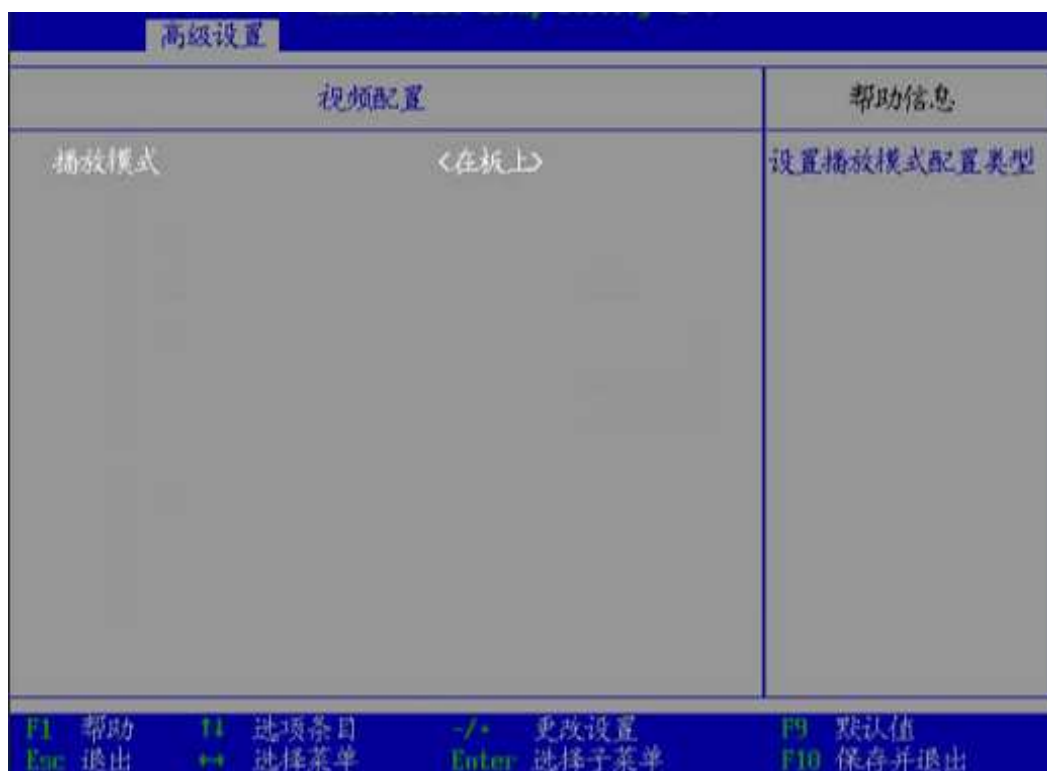 高级设置
视频配置
帮助信息
播放模式 <在板上>
设置播放模式配置类型
F1 帮助 ↑↓ 选项条目 -/+ 更改设置 F9 默认值
Esc 退出 ↔ 选择菜单 Enter 选择子菜单 F10 保存并退出